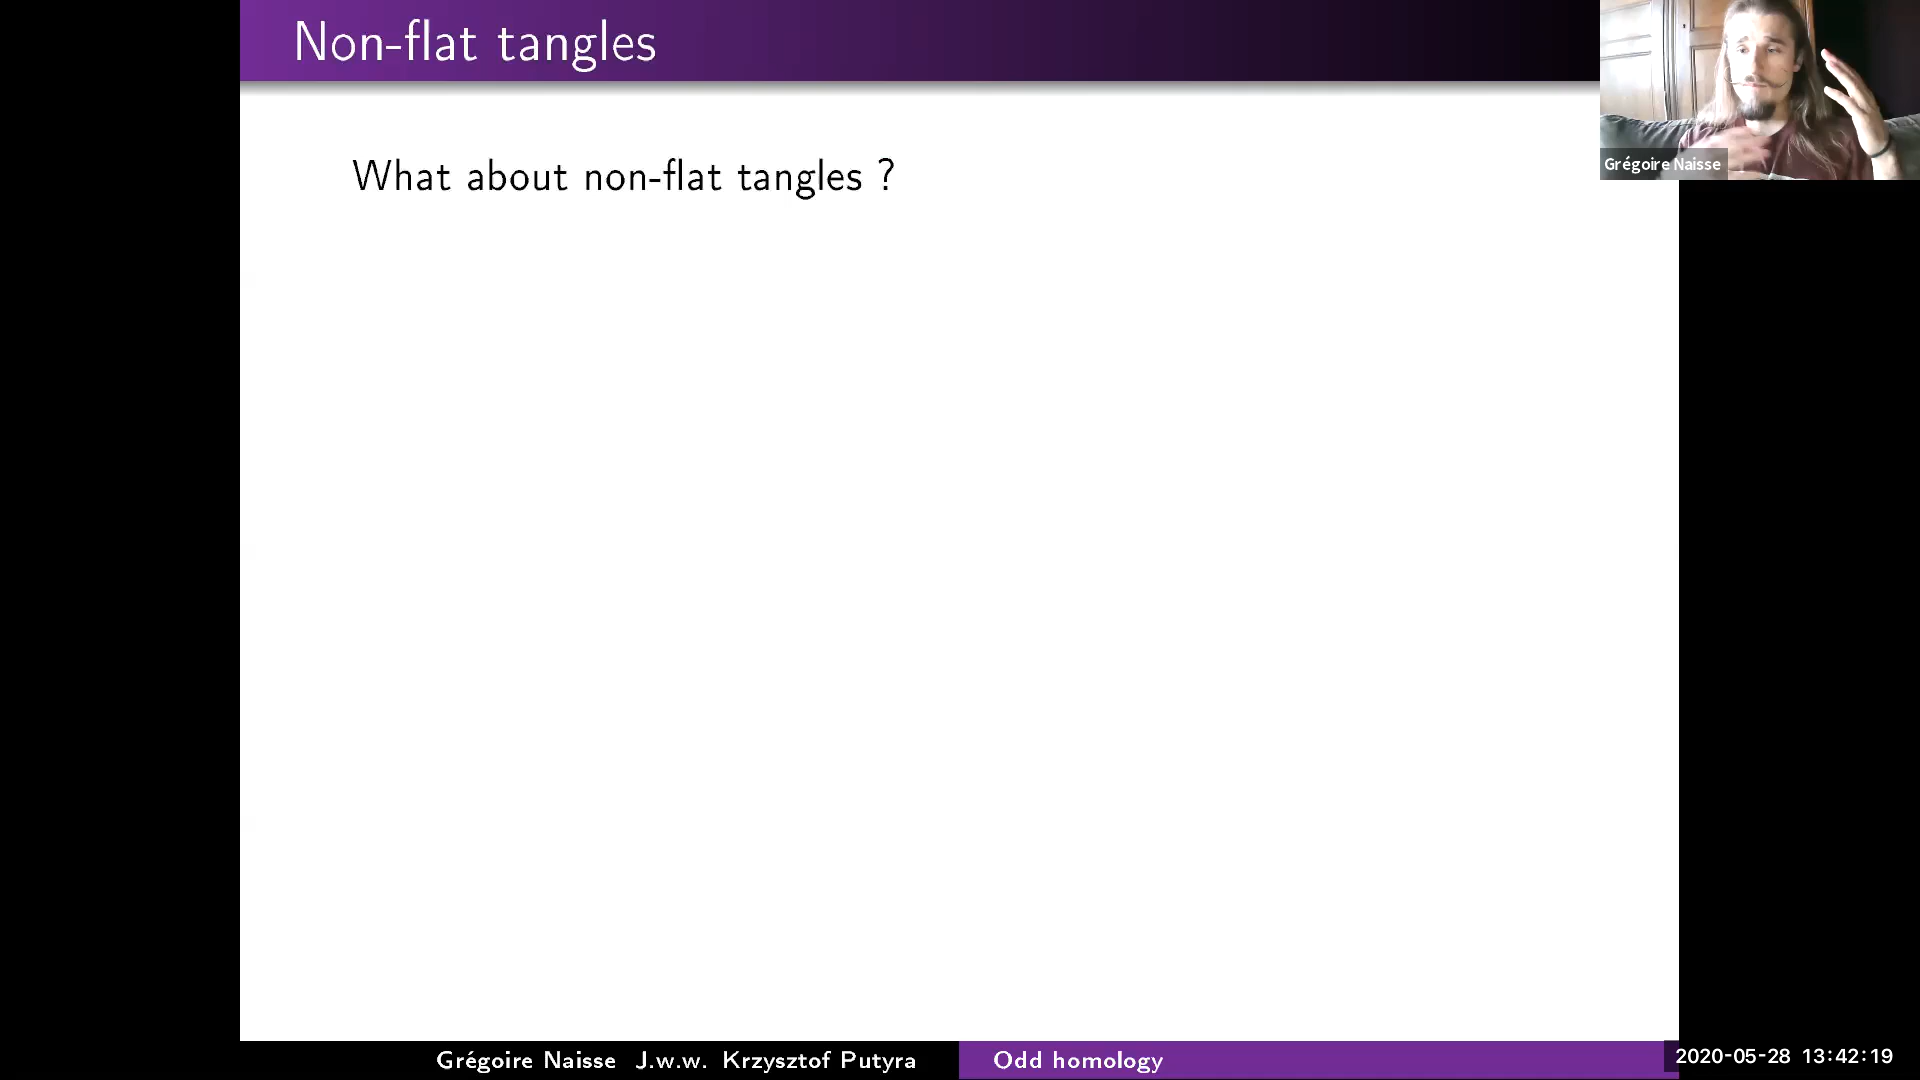 Non-flat tangles
Grégoire Naisse
What about non-flat tangles ?
Grégoire Naisse J.w.w. Krzysztof Putyra
Odd homology
2020-05-28 13:42:19